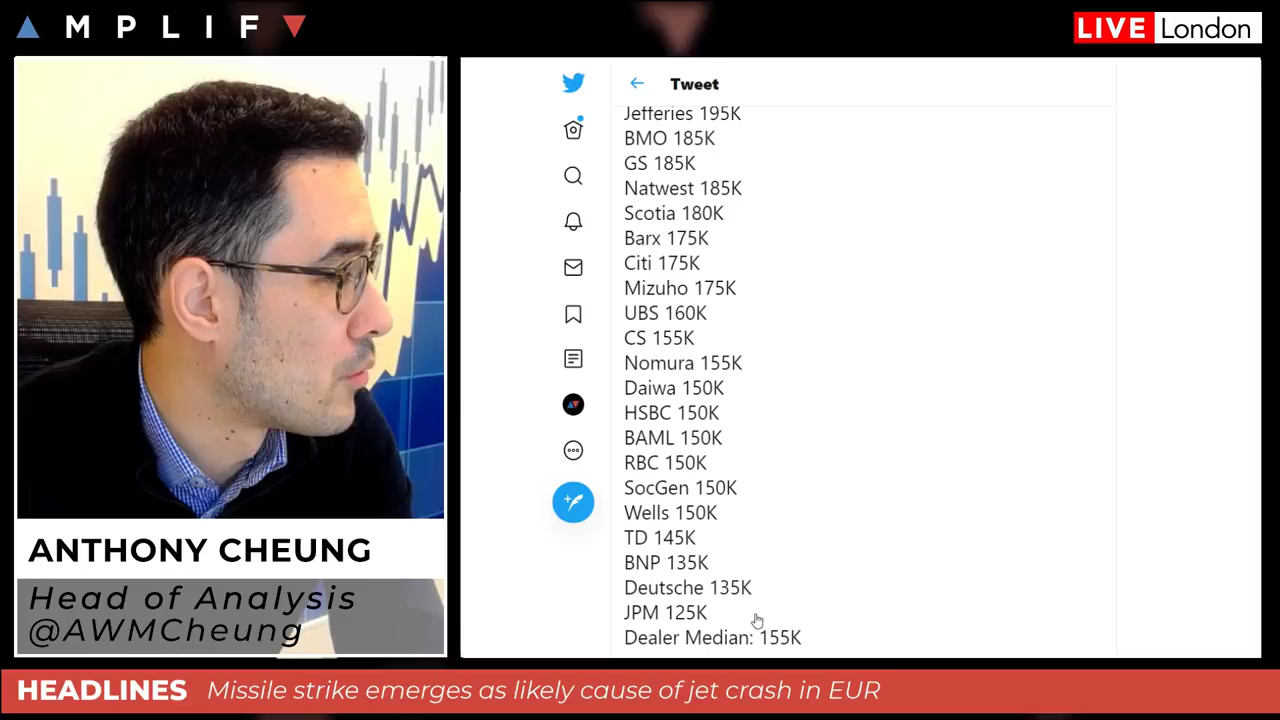 AMPLIFY
LIVE London
Tweet
Jefferies 195K
BMO 185K
GS 185K
Natwest 185K
Scotia 180K
Barx 175K
Citi 175K
Mizuho 175K
UBS 160K
CS 155K
Nomura 155K
Daiwa 150K
HSBC 150K
BAML 150K
RBC 150K
SocGen 150K
Wells 150K
TD 145K
BNP 135K
Deutsche 135K
JPM 125K
Dealer Median: 155K
ANTHONY CHEUNG
Head of Analysis
@AWMCheung
HEADLINES Missile strike emerges as likely cause of jet crash in EUR